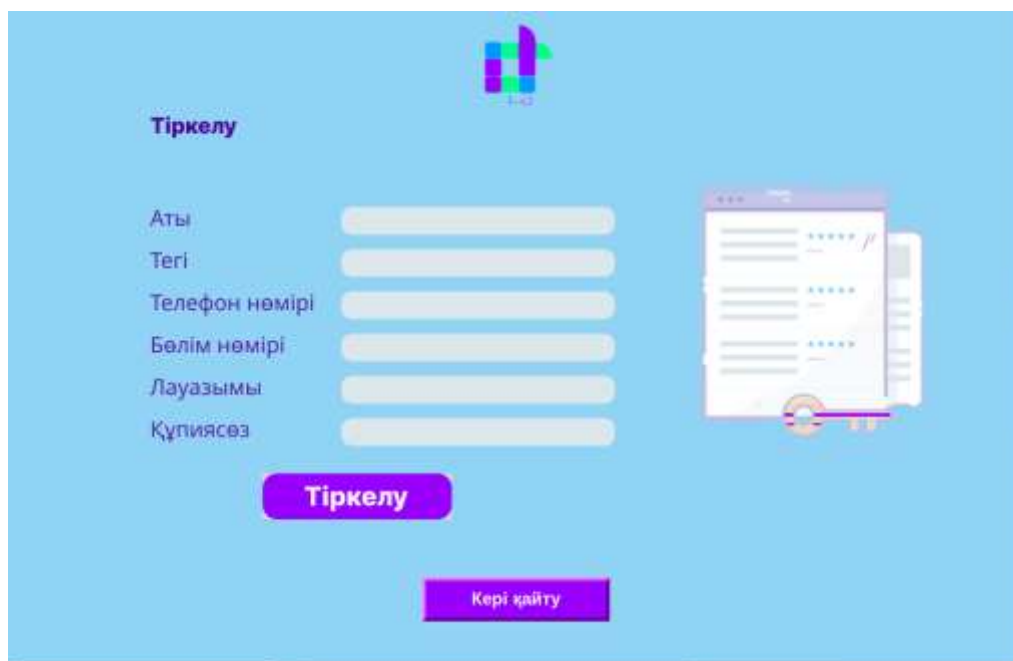 Тіркелу
Аты
Тегі
Телефон нөмірі
Бөлім нөмірі
Лауазымы
Құпиясөз
Тіркелу
Кері қайту